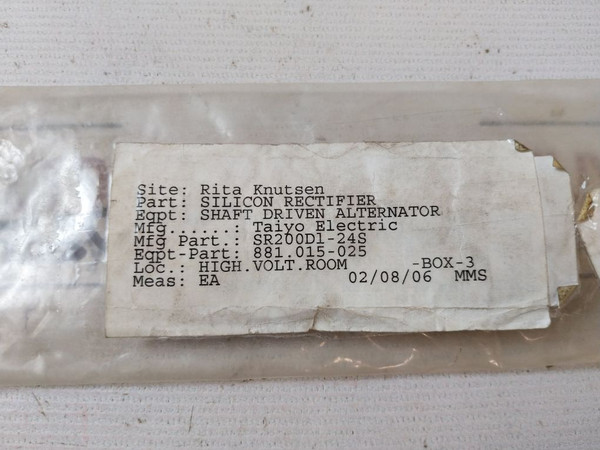 Site: Rita Knutsen
Part: SILICON RECTIFIER
Eqpt: SHAFT DRIVEN ALTERNATOR
Mfg.....: Taiyo Electric
Mfg Part.: SR200D1-24S
Eqpt-Part: 881.015-025
Loc.: HIGH.VOLT.ROOM -BOX-3
Meas: EA 02/08/06 MMS